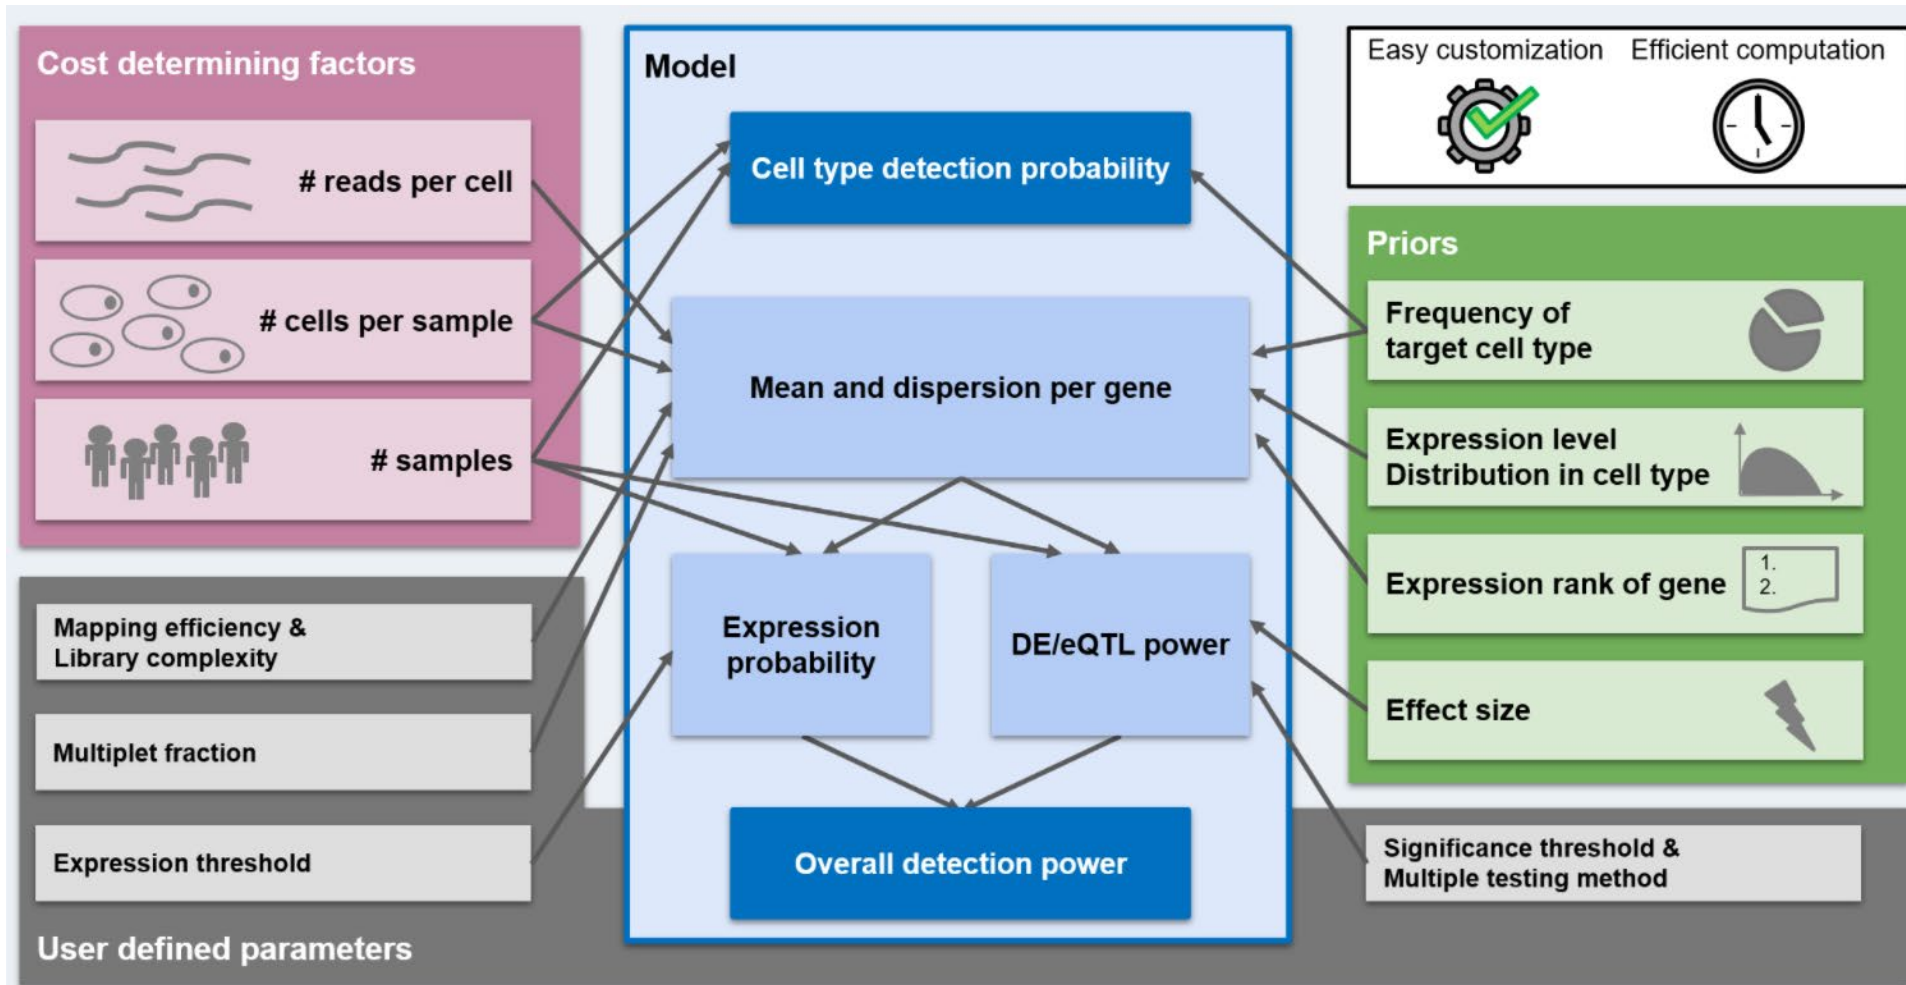 Cost determining factors
# reads per cell
# cells per sample
# samples
Mapping efficiency &
Library complexity
Multiplet fraction
Expression threshold
User defined parameters
Model
Cell type detection probability
Mean and dispersion per gene
Expression
probability
DE/eQTL power
Overall detection power
Easy customization
Efficient computation
Priors
Frequency of
target cell type
Expression level
Distribution in cell type
Expression rank of gene
1.
2.
Effect size
Significance threshold &
Multiple testing method